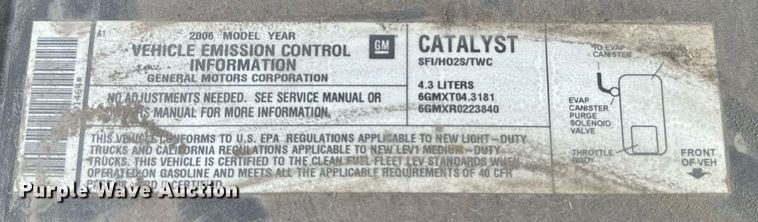 A1
2006 MODEL YEAR
VEHICLE EMISSION CONTROL
INFORMATION
GENERAL MOTORS CORPORATION
GM
CATALYST
SFI/HO2S/TWC
4.3 LITERS
6GMXT04.3181
6GMXR0223840
NO ADJUSTMENTS NEEDED. SEE SERVICE MANUAL OR
MANUAL FOR MORE INFORMATION.
THIS VEHICLE CONFORMS TO U.S. EPA REGULATIONS APPLICABLE TO NEW LIGHT-DUTY
TRUCKS AND CALIFORNIA REGULATIONS APPLICABLE TO NEW LEV1 MEDIUM-DUTY
TRUCKS. THIS VEHICLE IS CERTIFIED TO THE CLEAN FUEL FLEET LEV STANDARDS WHEN
OPERATED ON GASOLINE AND MEETS ALL THE APPLICABLE REQUIREMENTS OF 40 CFR
TO EVAP
CANISTER
EVAP
CANISTER
PURGE
SOLENOID
VALVE
THROTTLE
BODY
FRONT
OF VEH
Purple Wave Auction